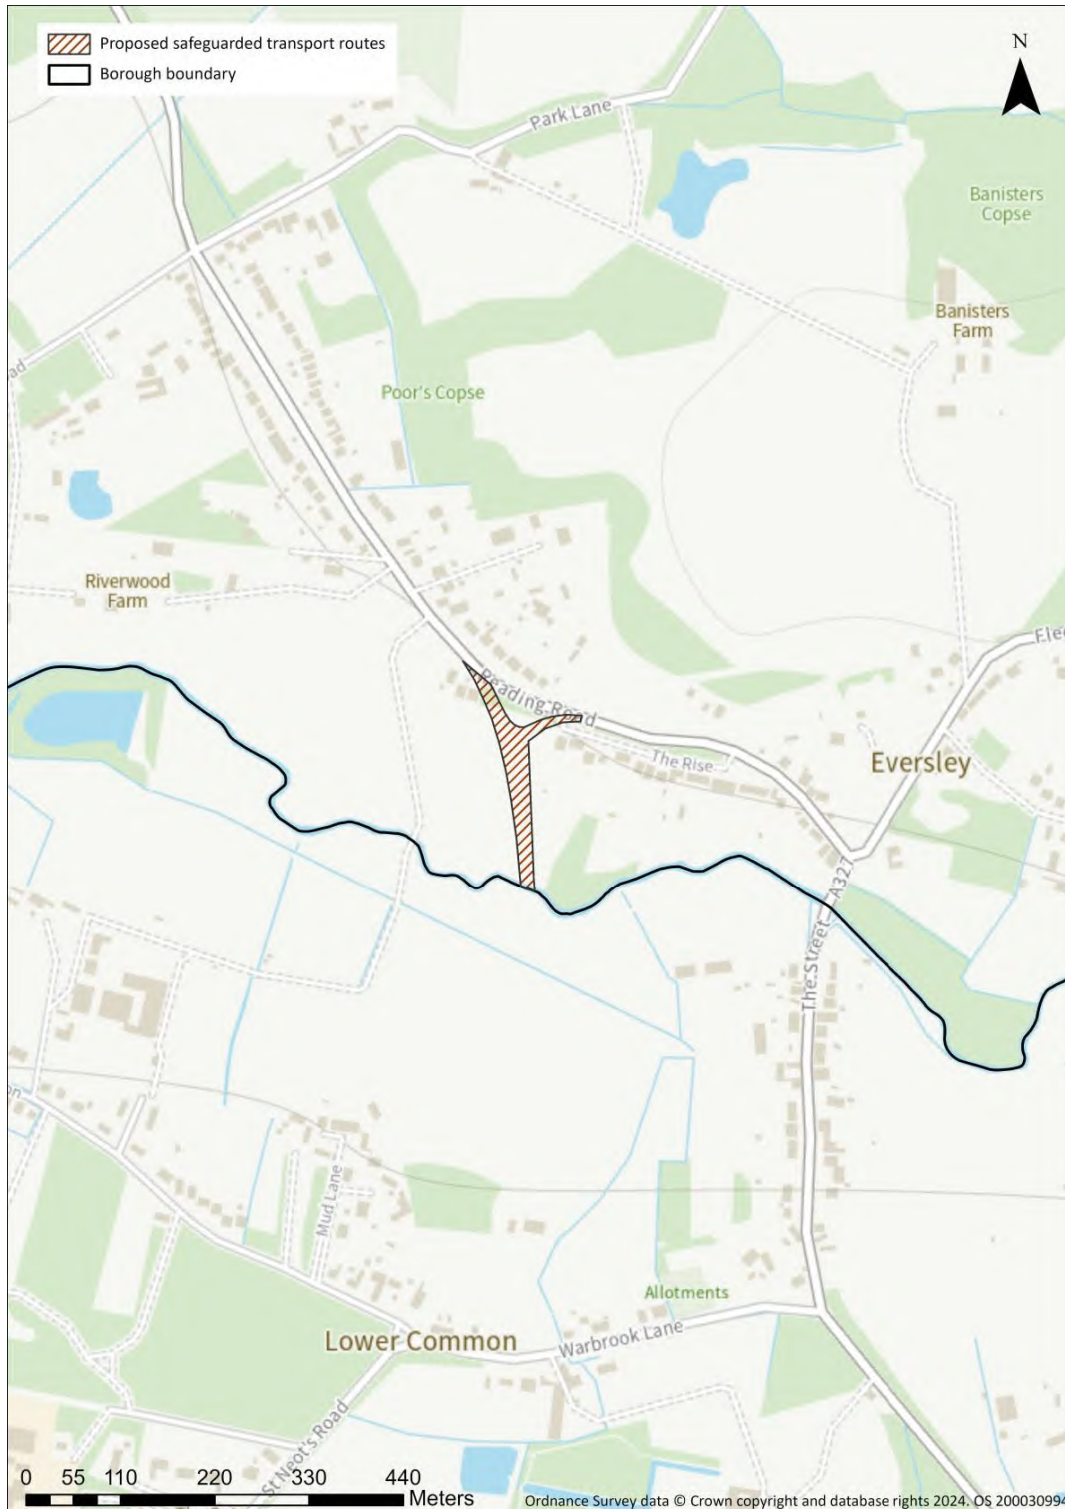 Proposed safeguarded transport routes
Borough boundary
N
Park Lane
Banisters
Copse
Banisters
Farm
Poor's Copse
Riverwood
Farm
Reading Road
The Rise
Eversley
The Street
A327
Mud Lane
Allotments
Lower Common
Warbrook Lane
St Neot's Road
0 55 110 220 330 440
Meters
Ordnance Survey data © Crown copyright and database rights 2024. OS 200030994